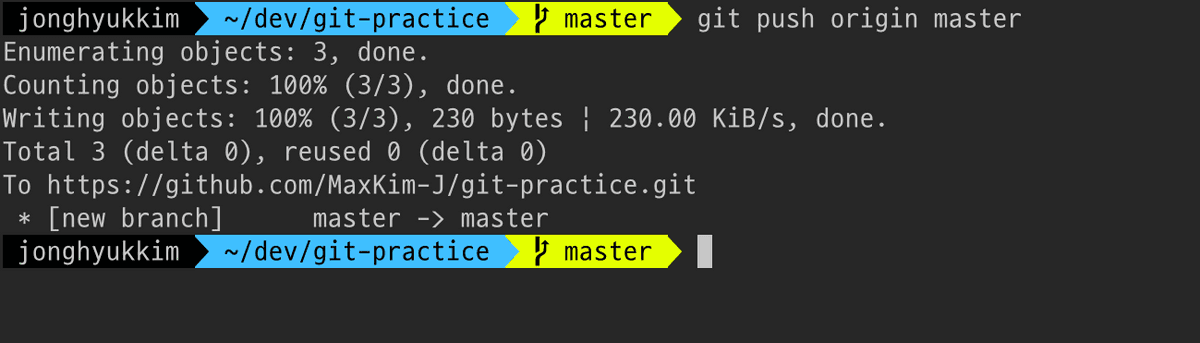 jonghyukkim ~/dev/git-practice master git push origin master
Enumerating objects: 3, done.
Counting objects: 100% (3/3), done.
Writing objects: 100% (3/3), 230 bytes ¦ 230.00 KiB/s, done.
Total 3 (delta 0), reused 0 (delta 0)
To https://github.com/MaxKim-J/git-practice.git
 * [new branch]      master -> master
jonghyukkim ~/dev/git-practice master